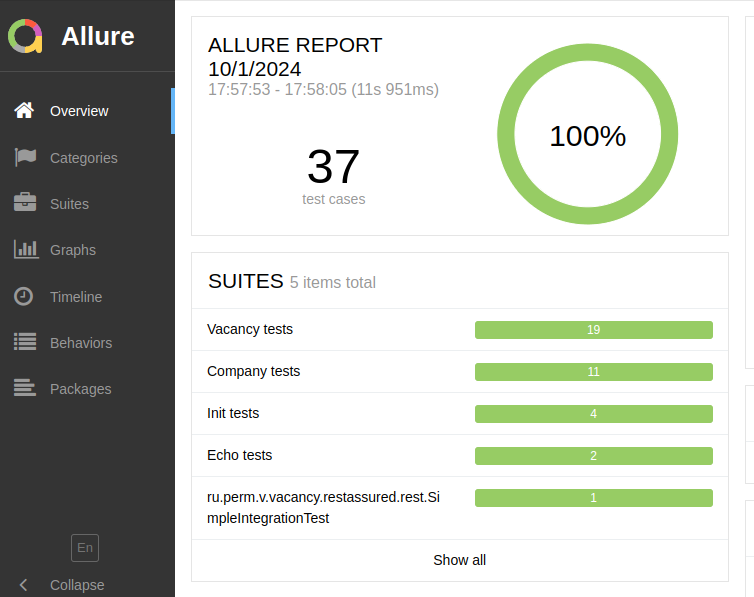 Allure
Overview
Categories
Suites
Graphs
Timeline
Behaviors
Packages
En
Collapse
ALLURE REPORT
10/1/2024
17:57:53 - 17:58:05 (11s 951ms)
37
test cases
100%
SUITES 5 items total
Vacancy tests 19
Company tests 11
Init tests 4
Echo tests 2
ru.perm.v.vacancy.restassured.rest.Si 1
mpleIntegrationTest
Show all